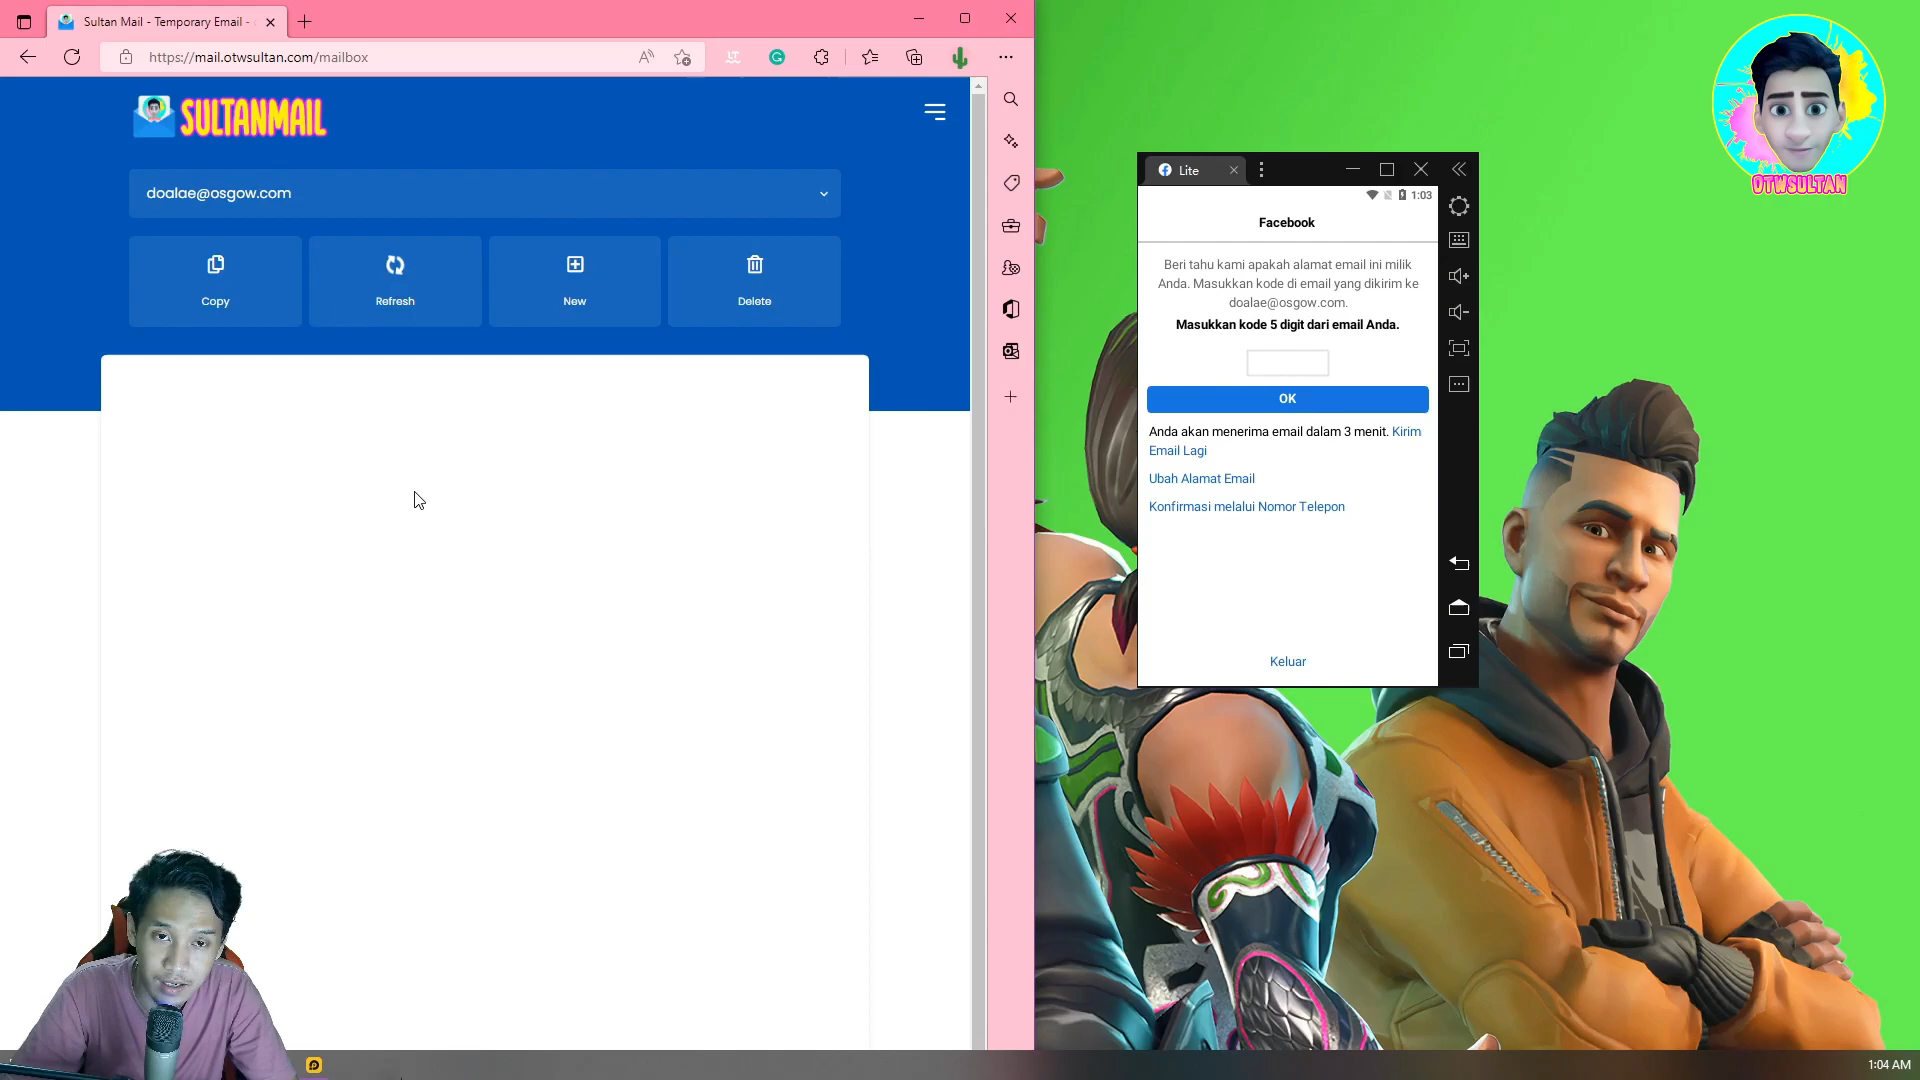 Sultan Mail - Temporary Email -
https://mail.otwsultan.com/mailbox
SULTANMAIL
doalae@osgow.com
Copy
Refresh
New
Delete
OTWSULTAN
Lite
1:03
Facebook
Beri tahu kami apakah alamat email ini milik
Anda. Masukkan kode di email yang dikirim ke
doalae@osgow.com.
Masukkan kode 5 digit dari email Anda.
OK
Anda akan menerima email dalam 3 menit. Kirim
Email Lagi
Ubah Alamat Email
Konfirmasi melalui Nomor Telepon
Keluar
1:04 AM